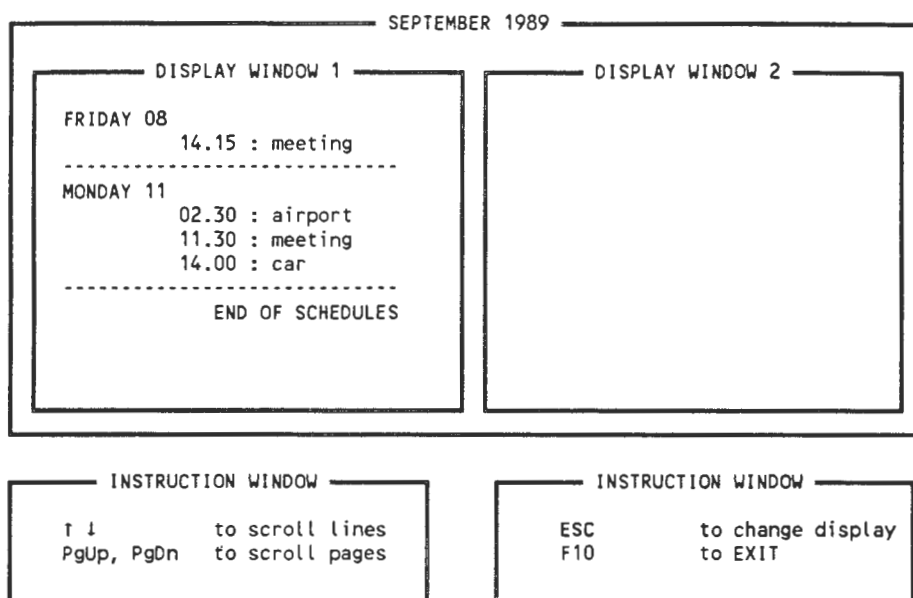 SEPTEMBER 1989
DISPLAY WINDOW 1
FRIDAY 08
14.15 : meeting
-----------------------------
MONDAY 11
02.30 : airport
11.30 : meeting
14.00 : car
-----------------------------
END OF SCHEDULES
DISPLAY WINDOW 2
INSTRUCTION WINDOW
↑ ↓ to scroll lines
PgUp, PgDn to scroll pages
INSTRUCTION WINDOW
ESC to change display
F10 to EXIT